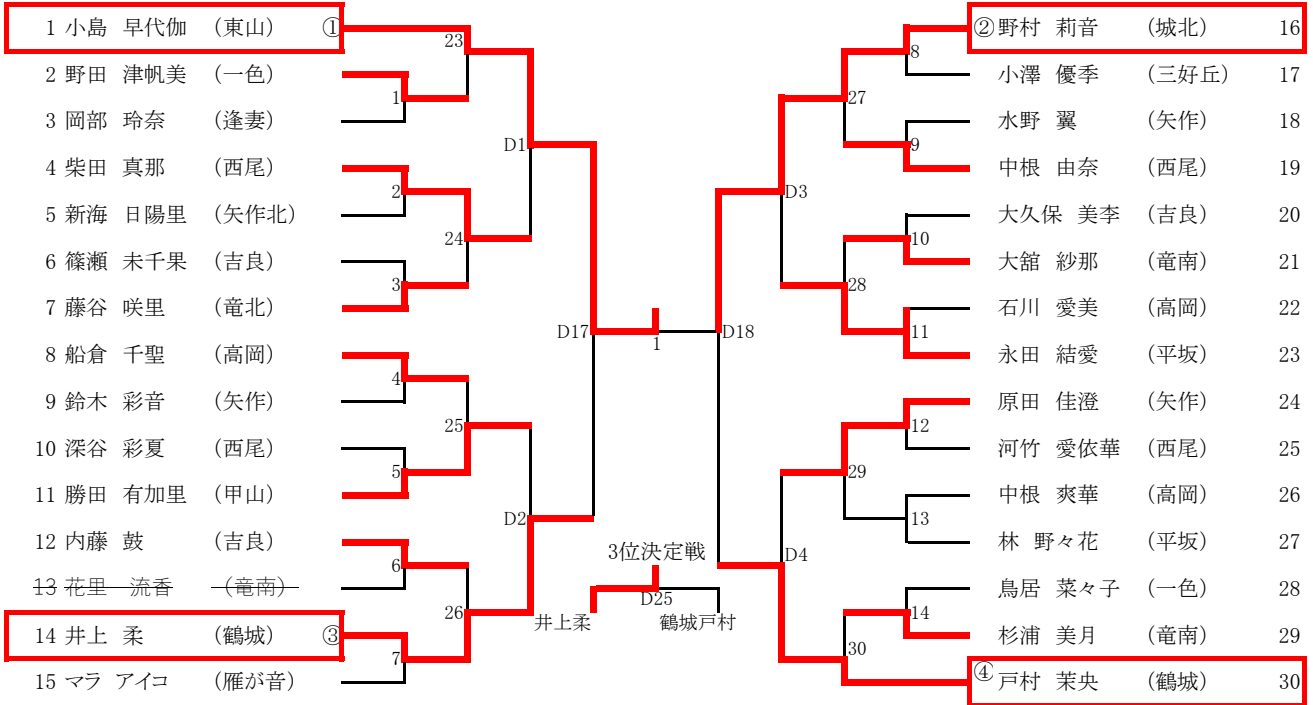 1 小島 早代伽 (東山) ①
2 野田 津帆美 (一色)
3 岡部 玲奈 (逢妻)
4 柴田 真那 (西尾)
5 新海 日陽里 (矢作北)
6 篠瀬 未千果 (吉良)
7 藤谷 咲里 (竜北)
8 船倉 千聖 (高岡)
9 鈴木 彩音 (矢作)
10 深谷 彩夏 (西尾)
11 勝田 有加里 (甲山)
12 内藤 鼓 (吉良)
13 花里 流香 (竜南)
14 井上 柔 (鶴城) ③
15 マラ アイコ (雁が音)
23
1
D1
2
24
3
D17
4
25
5
D2
6
26
7
1
3位決定戦
D25
井上柔 鶴城戸村
8
27
9
D3
10
28
11
D18
12
29
13
D4
14
30
②野村 莉音 (城北) 16
小澤 優季 (三好丘) 17
水野 翼 (矢作) 18
中根 由奈 (西尾) 19
大久保 美李 (吉良) 20
大舘 紗那 (竜南) 21
石川 愛美 (高岡) 22
永田 結愛 (平坂) 23
原田 佳澄 (矢作) 24
河竹 愛依華 (西尾) 25
中根 爽華 (高岡) 26
林 野々花 (平坂) 27
鳥居 菜々子 (一色) 28
杉浦 美月 (竜南) 29
④戸村 茉央 (鶴城) 30